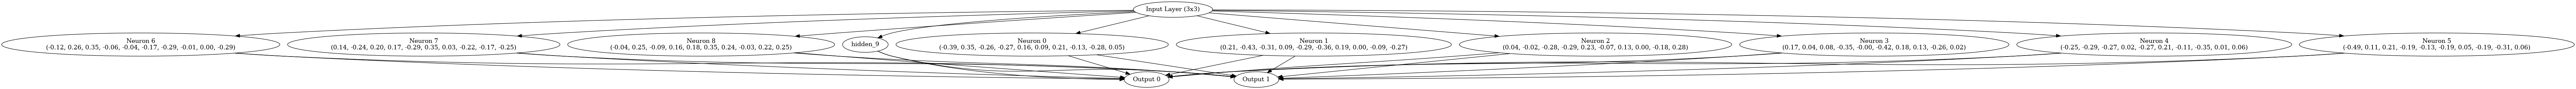 Input Layer (3x3)
Neuron 6
(-0.12, 0.26, 0.35, -0.06, -0.04, -0.17, -0.29, -0.01, 0.00, -0.29)
Neuron 7
(0.14, -0.24, 0.20, 0.17, -0.29, 0.35, 0.03, -0.22, -0.17, -0.25)
Neuron 8
(-0.04, 0.25, -0.09, 0.16, 0.18, 0.35, 0.24, -0.03, 0.22, 0.25)
hidden_9
Neuron 0
(-0.39, 0.35, -0.26, -0.27, 0.16, 0.09, 0.21, -0.13, -0.28, 0.05)
Neuron 1
(0.21, -0.43, -0.31, 0.09, -0.29, -0.36, 0.19, 0.00, -0.09, -0.27)
Neuron 2
(0.04, -0.02, -0.28, -0.29, 0.23, -0.07, 0.13, 0.00, -0.18, 0.28)
Neuron 3
(0.17, 0.04, 0.08, -0.35, -0.00, -0.42, 0.18, 0.13, -0.26, 0.02)
Neuron 4
(-0.25, -0.29, -0.27, 0.02, -0.27, 0.21, -0.11, -0.35, 0.01, 0.06)
Neuron 5
(-0.49, 0.11, 0.21, -0.19, -0.13, -0.19, 0.05, -0.19, -0.31, 0.06)
Output 0
Output 1